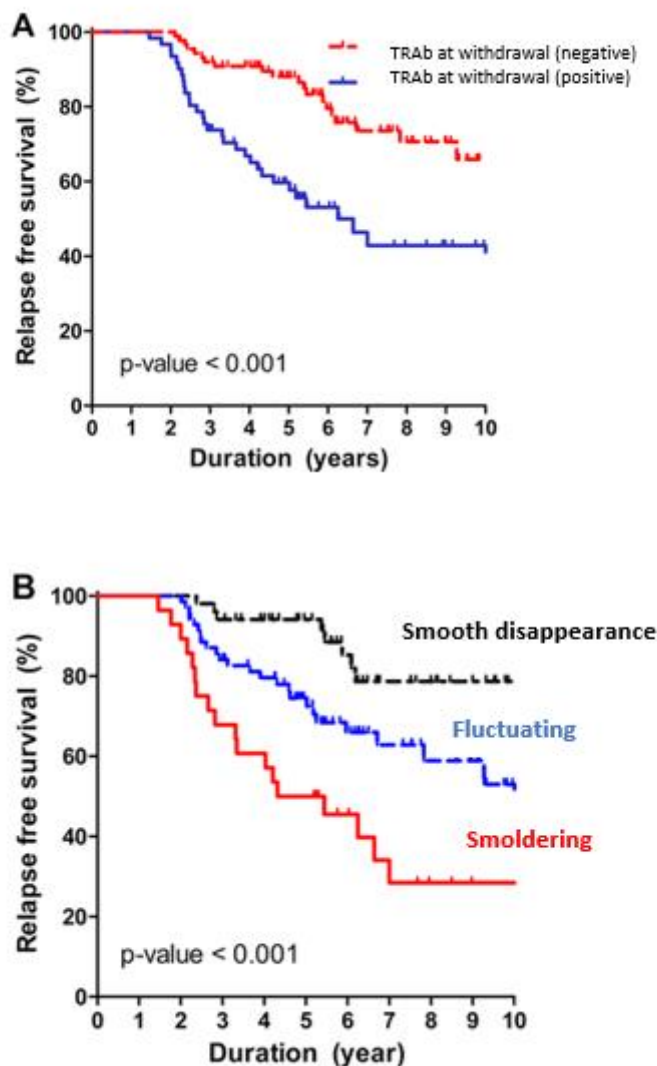 A
TRAb at withdrawal (negative)
TRAb at withdrawal (positive)
Relapse free survival (%)
100
80
60
40
20
0
p-value < 0.001
0 1 2 3 4 5 6 7 8 9 10
Duration (years)
B
Smooth disappearance
Fluctuating
Smoldering
Relapse free survival (%)
100
80
60
40
20
0
p-value < 0.001
0 1 2 3 4 5 6 7 8 9 10
Duration (year)